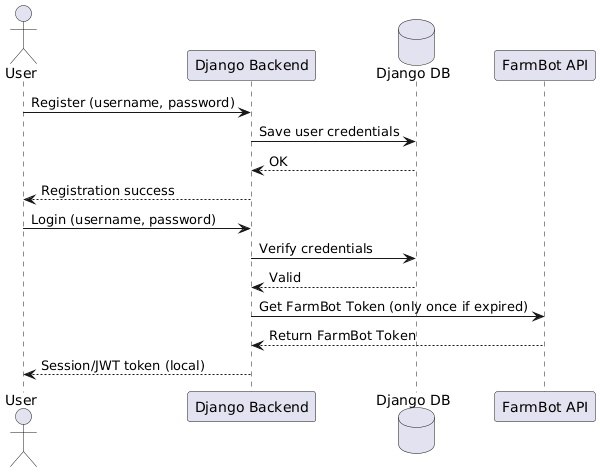 User
Django Backend
Django DB
FarmBot API
Register (username, password)
Save user credentials
OK
Registration success
Login (username, password)
Verify credentials
Valid
Get FarmBot Token (only once if expired)
Return FarmBot Token
Session/JWT token (local)
User
Django Backend
Django DB
FarmBot API